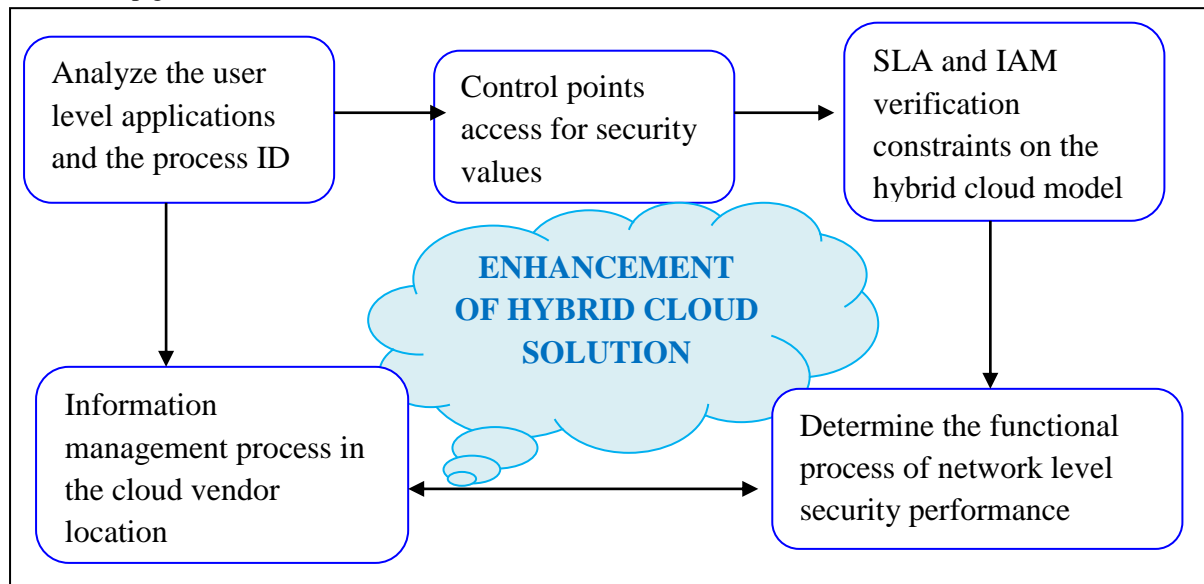 Analyze the user
level applications
and the process ID
Control points
access for security
values
SLA and IAM
verification
constraints on the
hybrid cloud model
ENHANCEMENT
OF HYBRID CLOUD
SOLUTION
Information
management process in
the cloud vendor
location
Determine the functional
process of network level
security performance